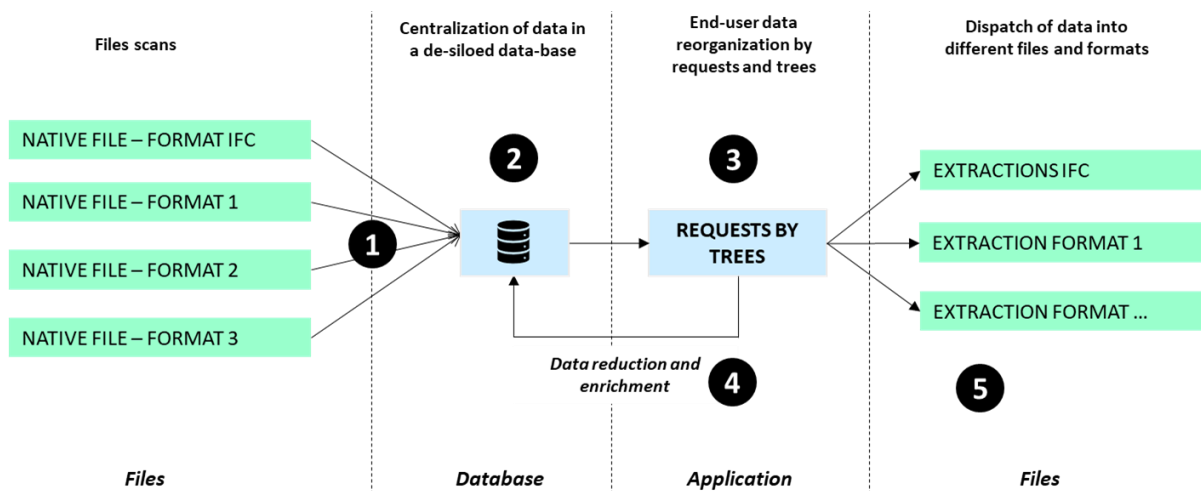 Files scans
Centralization of data in
a de-siloed data-base
End-user data
reorganization by
requests and trees
Dispatch of data into
different files and formats
NATIVE FILE – FORMAT IFC
NATIVE FILE – FORMAT 1
NATIVE FILE – FORMAT 2
NATIVE FILE – FORMAT 3
1
2
3
REQUESTS BY
TREES
Data reduction and
enrichment
4
EXTRACTIONS IFC
EXTRACTION FORMAT 1
EXTRACTION FORMAT ...
5
Files
Database
Application
Files